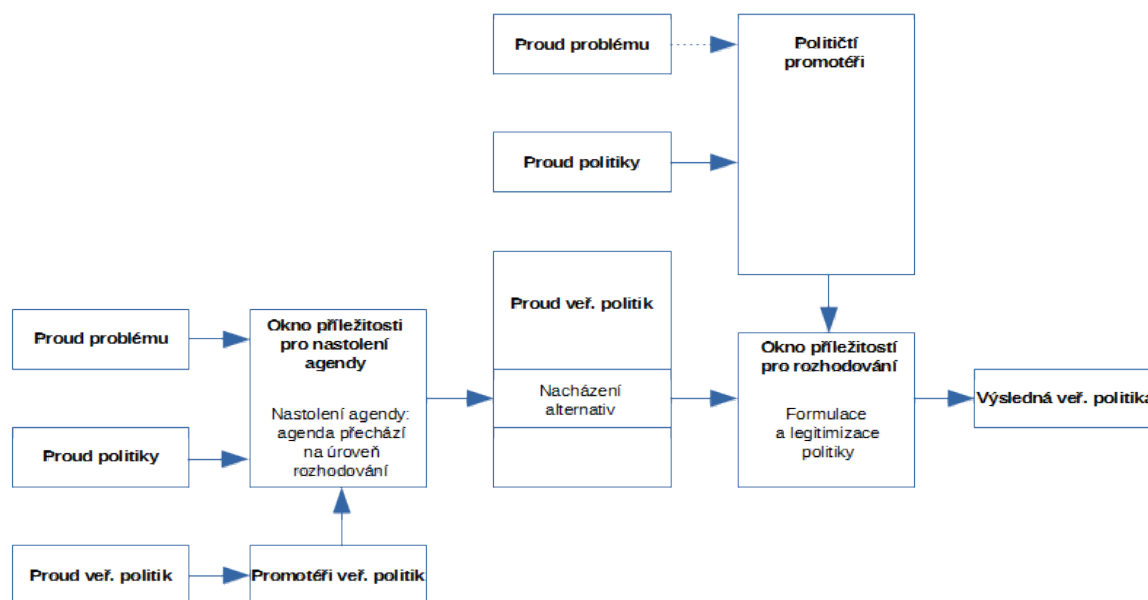 Proud problému
Političtí
promotéři
Proud politiky
Proud veř. politik
Okno příležitosti
pro nastolení
agendy
Proud problému
Okno příležitostí
pro rozhodování
Nacházení
alternativ
Výsledná veř. politika
Nastolení agendy:
agenda přechází
na úroveň
rozhodování
Formulace
a legitimizace
politiky
Proud politiky
Proud veř. politik
Promotéři veř. politik